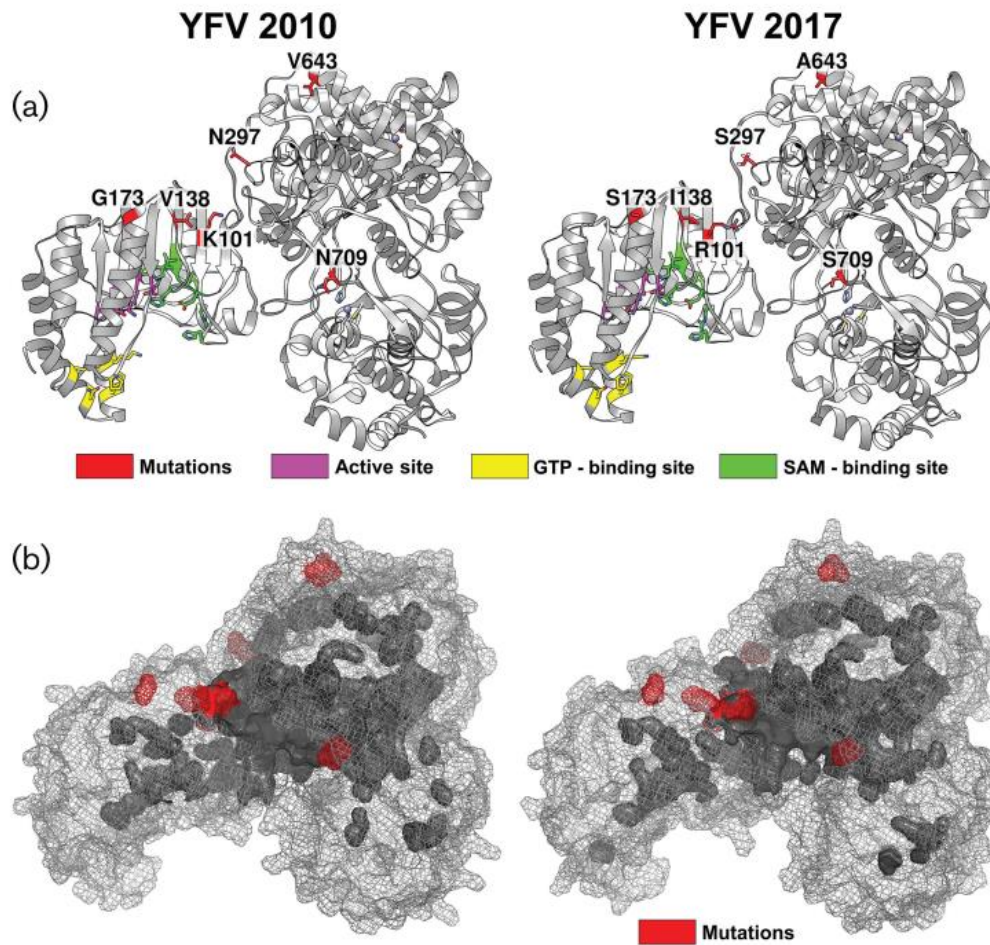 YFV 2010
YFV 2017
(a)
V643
N297
G173 V138
K101
N709
A643
S297
S173 I138
R101
S709
Mutations
Active site
GTP - binding site
SAM - binding site
(b)
Mutations